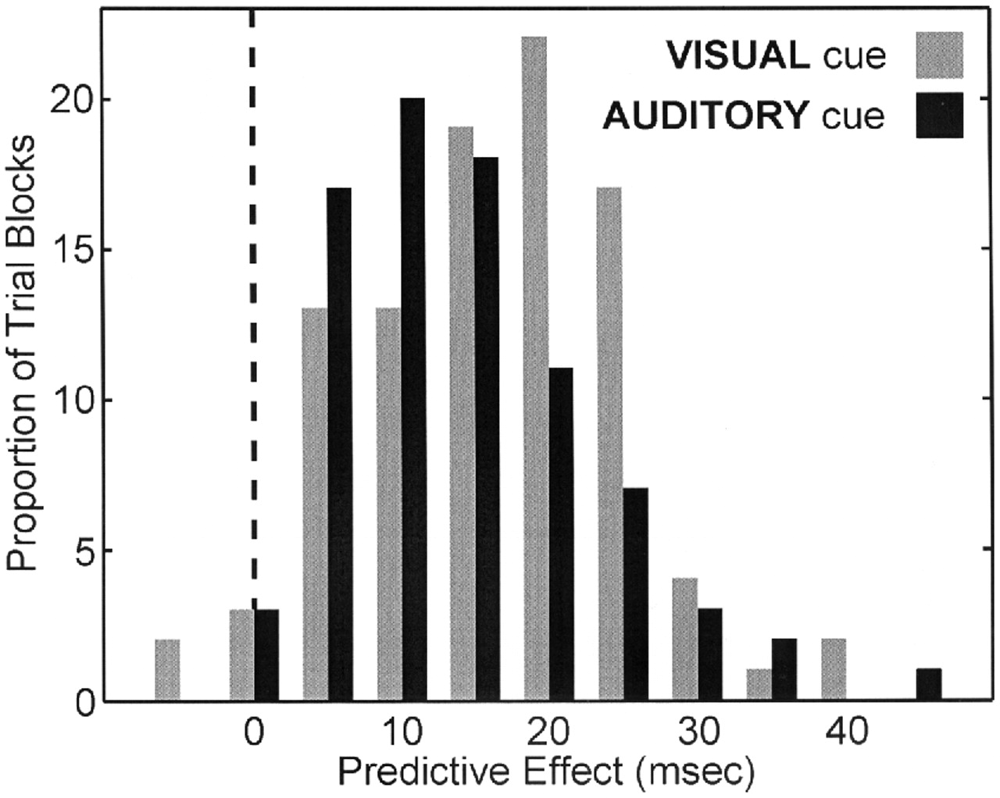 VISUAL cue
AUDITORY cue
Proportion of Trial Blocks
20
15
10
5
0
0 10 20 30 40
Predictive Effect (msec)